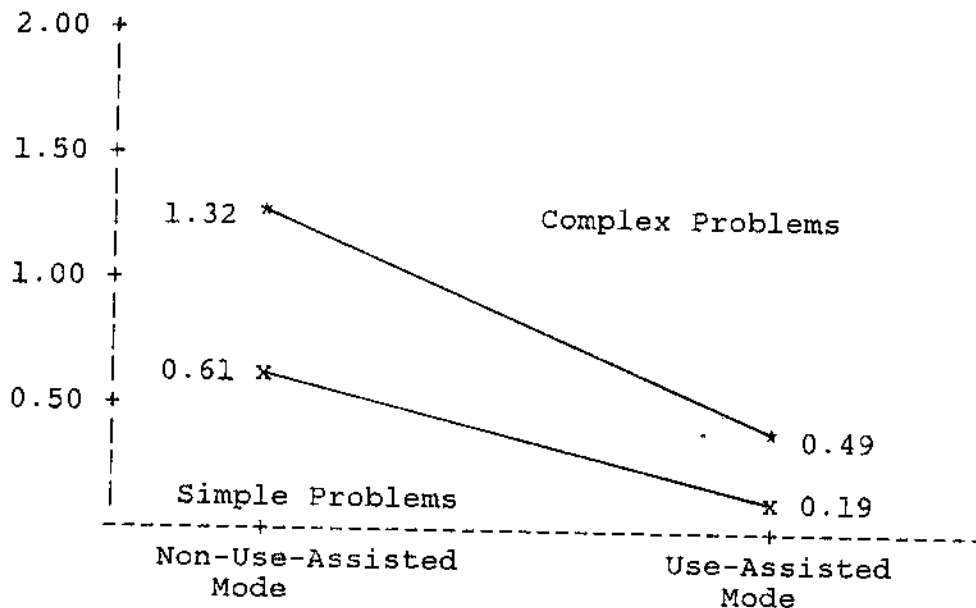 2.00
1.50
1.32
Complex Problems
1.00
0.61
0.50
0.49
Simple Problems
0.19
Non-Use-Assisted
Mode
Use-Assisted
Mode